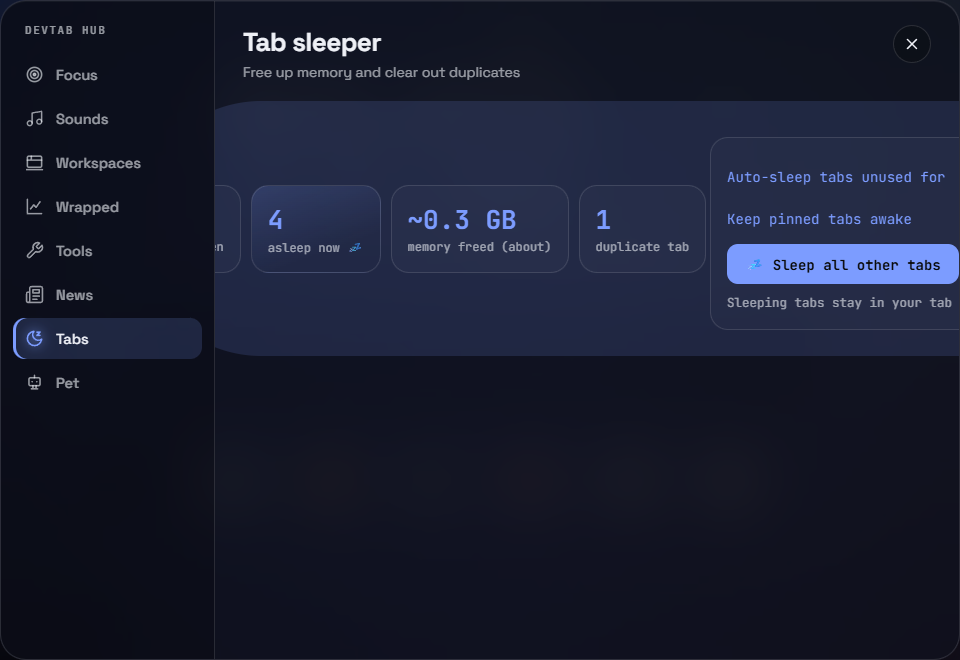 DEVTAB HUB
Focus
Sounds
Workspaces
Wrapped
Tools
News
Tabs
Pet
Tab sleeper
Free up memory and clear out duplicates
en
4
asleep now 💤
~0.3 GB
memory freed (about)
1
duplicate tab
Auto-sleep tabs unused for
Keep pinned tabs awake
💤 Sleep all other tabs
Sleeping tabs stay in your tab